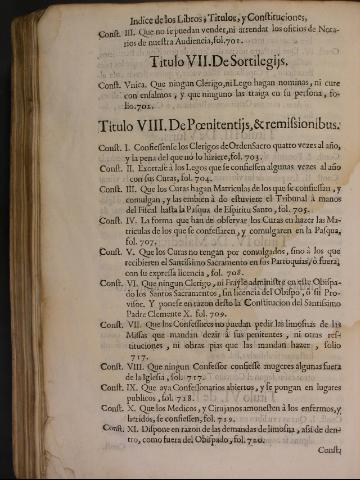 Indice de los Libros, Titulos, y Constituciones,
Const. III. Que no se puedan vender, ni arrendat los oficios de Nota-
rios de nuestra Audiencia, fol. 701.
Titulo VII. De Sortilegijs.
Const. Vnica. Que ningun Clerigo, ni Lego hagan nominas, ni cure
con ensalmos, y que ninguno las traiga en su persona, fo-
lio. 702.
Titulo VIII. De Pœnitentijs, & remissionibus.
Const. I. Confiessense los Clerigos de Orden Sacro quatro vezes al año,
y la pena del que no lo hiziere, fol. 703.
Const. II. Exortase à los Legos que se confiessen algunas vezes al año
con sus Curas, fol. 704.
Const. III. Que los Curas hagan Matriculas de los que se confiessan, y
comulgan, y las embien à do estuviere el Tribunal à manos
del Fiscal hasta la Pasqua de Espiritu Santo, fol. 705.
Const. IV. La forma que han de observar los Curas en hazer las Ma-
triculas de los que se confessaren, y comulgaren en la Pasqua,
fol. 707.
Const. V. Que los Curas no tengan por comulgados, sino à los que
recibieren el Santissimo Sacramento en sus Parroquias, ò fuera,
con su expressa licencia, fol. 708.
Const. VI. Que ningun Clerigo, ni Frayle administre en este Obispa-
do los Santos Sacramentos, sin licencia del Obispo, ò su Pro-
visor. Y ponese en razon desto la Constitucion del Santissimo
Padre Clemente X. fol. 709.
Const. VII. Que los Confessores no puedan pedir las limosnas de las
Missas que mandan dezir à sus penitentes, ni otras res-
tituciones, ni obras pias que les mandan hazer, folio
717.
Const. VIII. Que ningun Confessor confiesse mugeres algunas fuera
de la Iglesia, fol. 717.
Const. IX. Que aya Confessionarios abiertos, y se pongan en lugares
publicos, fol. 718.
Const. X. Que los Medicos, y Cirujanos amonesten à los enfermos, y
heridos, se confiessen, fol. 719.
Const. XI. Dispone en razon de las demandas de limosna, assi de den-
tro, como fuera del Obispado, fol. 720.
Const.